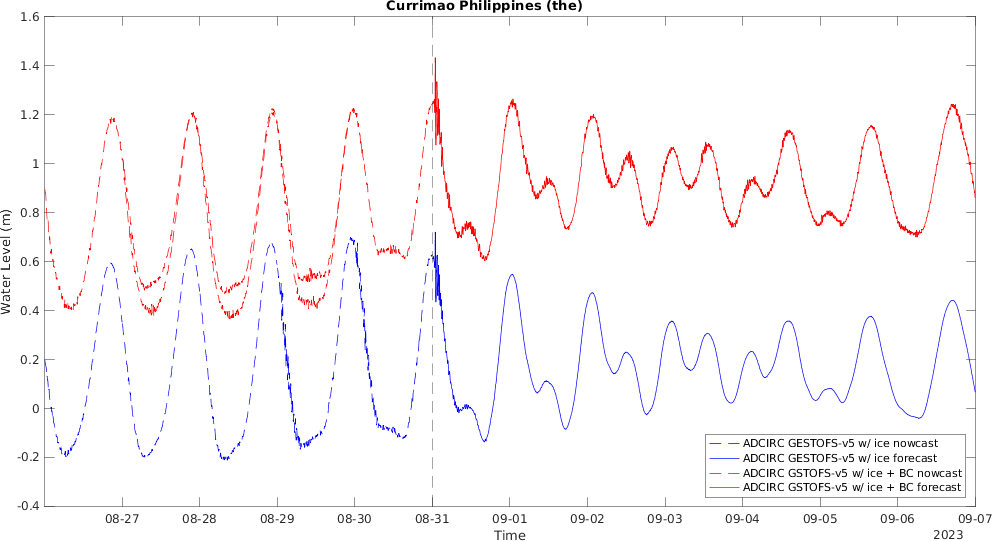 Currimao Philippines (the)
1.6
1.4
1.2
1
0.8
0.6
0.4
0.2
0
-0.2
-0.4
Water Level (m)
ADCIRC GESTOFS-v5 w/ ice nowcast
ADCIRC GESTOFS-v5 w/ ice forecast
ADCIRC GSTOFS-v5 w/ ice + BC nowcast
ADCIRC GSTOFS-v5 w/ ice + BC forecast
08-27 08-28 08-29 08-30 08-31 09-01 09-02 09-03 09-04 09-05 09-06 09-07
Time
2023